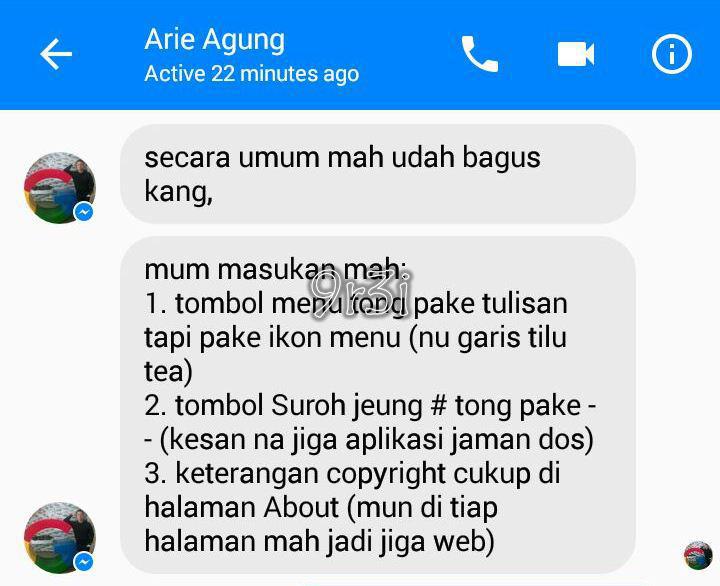 Arie Agung
Active 22 minutes ago
secara umum mah udah bagus
kang,
mum masukan mah:
1. tombol menu tong pake tulisan
tapi pake ikon menu (nu garis tilu
tea)
2. tombol Suroh jeung # tong pake -
- (kesan na jiga aplikasi jaman dos)
3. keterangan copyright cukup di
halaman About (mun di tiap
halaman mah jadi jiga web)
9r3i